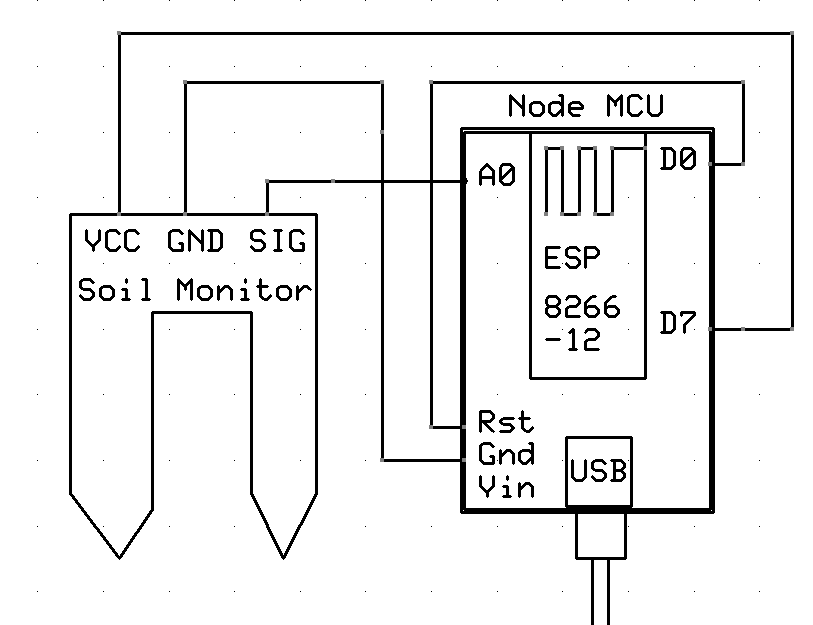 Node MCU
A0
D0
VCC GND SIG
Soil Monitor
ESP
8266
-12
D7
Rst
Gnd
Vin
USB